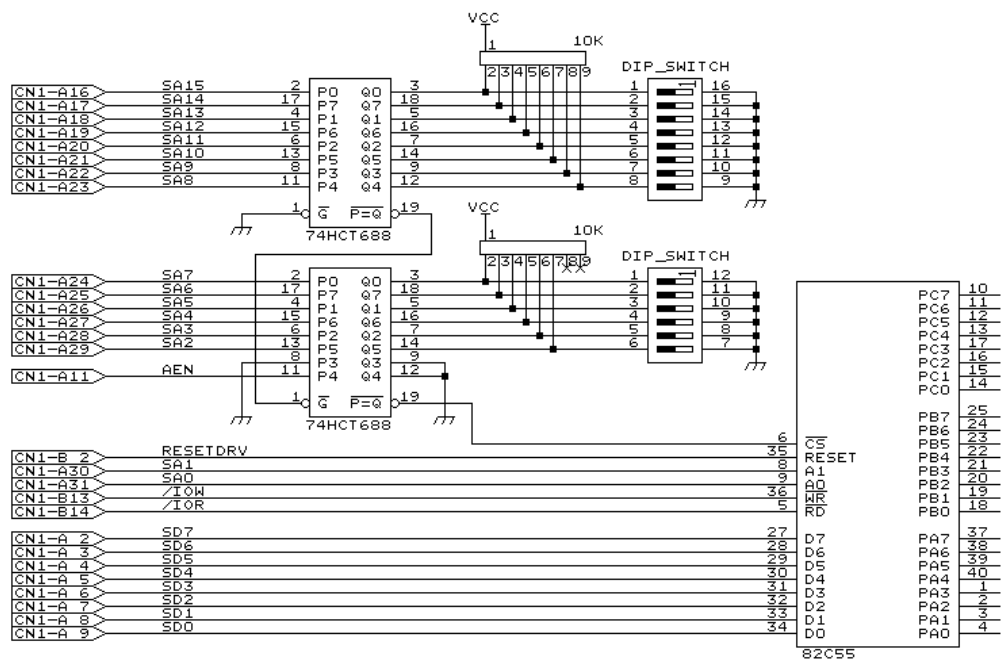 VCC
1 10K
2 3 4 5 6 7 8 9
DIP_SWITCH
CN1-A16 SA15 2 P0 Q0 3 1 1 16
CN1-A17 SA14 17 P7 Q7 18 2 15
CN1-A18 SA13 4 P1 Q1 5 3 14
CN1-A19 SA12 15 P6 Q6 16 4 13
CN1-A20 SA11 6 P2 Q2 7 5 12
CN1-A21 SA10 13 P5 Q5 14 6 11
CN1-A22 SA9 8 P3 Q3 9 7 10
CN1-A23 SA8 11 P4 Q4 12 8 9
1 G P=Q 19
74HCT688
VCC
1 10K
2 3 4 5 6 7 8 9
DIP_SWITCH
CN1-A24 SA7 2 P0 Q0 3 1 1 12
CN1-A25 SA6 17 P7 Q7 18 2 11
CN1-A26 SA5 4 P1 Q1 5 3 10
CN1-A27 SA4 15 P6 Q6 16 4 9
CN1-A28 SA3 6 P2 Q2 7 5 8
CN1-A29 SA2 13 P5 Q5 14 6 7
8 P3 Q3 9
CN1-A11 AEN 11 P4 Q4 12
1 G P=Q 19
74HCT688
PC7 10
PC6 11
PC5 12
PC4 13
PC3 17
PC2 16
PC1 15
PC0 14
PB7 25
PB6 24
6 CS PB5 23
CN1-B 2 RESETDRV 35 RESET PB4 22
CN1-A30 SA1 8 A1 PB3 21
CN1-A31 SA0 9 A0 PB2 20
CN1-B13 /IOW 36 WR PB1 19
CN1-B14 /IOR 5 RD PB0 18
CN1-A 2 SD7 27 D7 PA7 37
CN1-A 3 SD6 28 D6 PA6 38
CN1-A 4 SD5 29 D5 PA5 39
CN1-A 5 SD4 30 D4 PA4 40
CN1-A 6 SD3 31 D3 PA3 1
CN1-A 7 SD2 32 D2 PA2 2
CN1-A 8 SD1 33 D1 PA1 3
CN1-A 9 SD0 34 D0 PA0 4
82C55